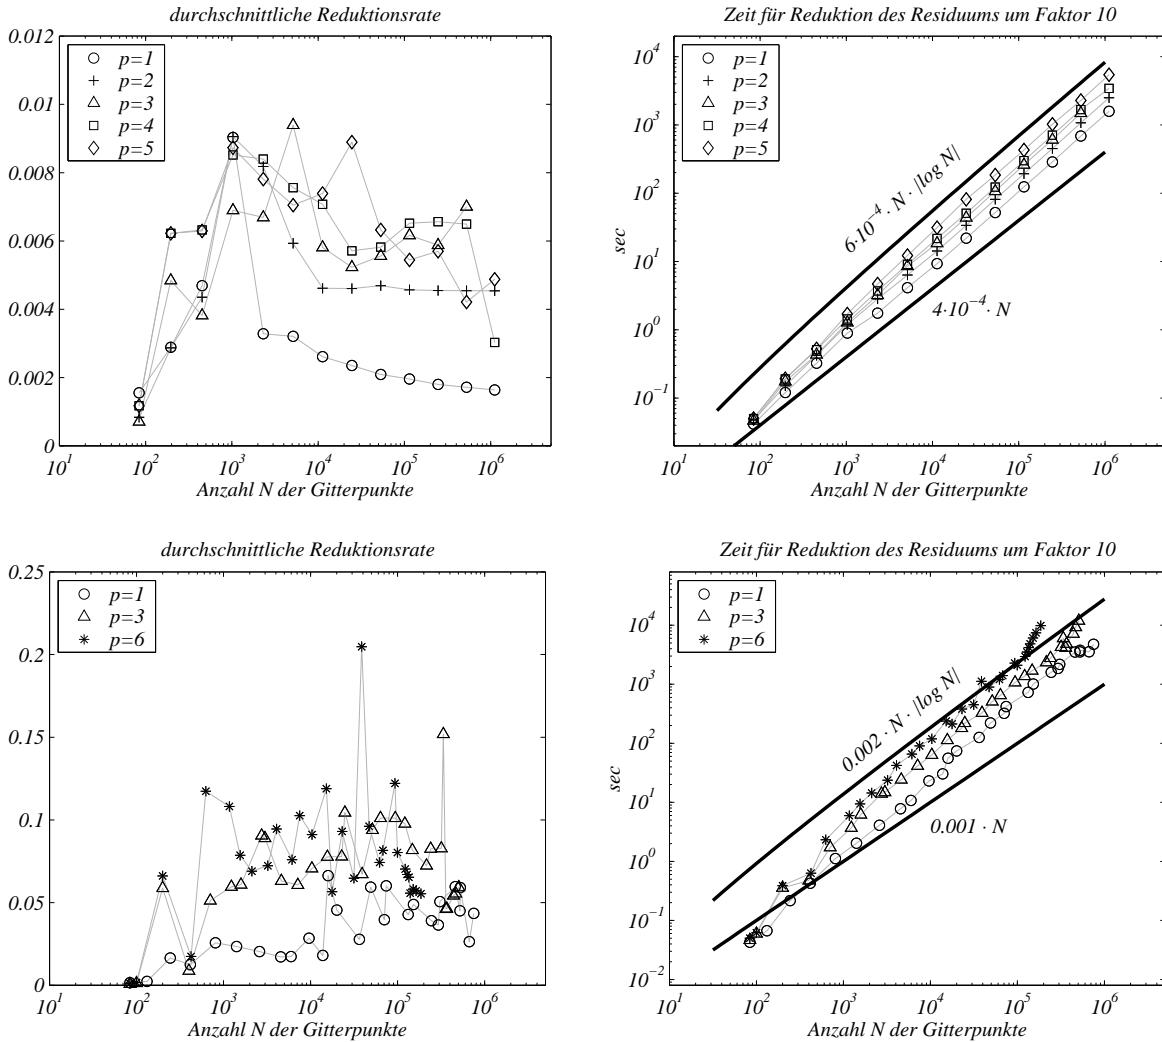 durchschnittliche Reduktionsrate
0.012
0.01
0.008
0.006
0.004
0.002
0
p=1
p=2
p=3
p=4
p=5
10^1 10^2 10^3 10^4 10^5 10^6
Anzahl N der Gitterpunkte
Zeit für Reduktion des Residuums um Faktor 10
10^4
10^3
10^2
10^1
10^0
10^−1
sec
p=1
p=2
p=3
p=4
p=5
6·10^−4 · N · |log N|
4·10^−4 · N
10^1 10^2 10^3 10^4 10^5 10^6
Anzahl N der Gitterpunkte
durchschnittliche Reduktionsrate
0.25
0.2
0.15
0.1
0.05
0
p=1
p=3
p=6
10^1 10^2 10^3 10^4 10^5 10^6
Anzahl N der Gitterpunkte
Zeit für Reduktion des Residuums um Faktor 10
10^4
10^3
10^2
10^1
10^0
10^−1
10^−2
sec
p=1
p=3
p=6
0.002 · N · |log N|
0.001 · N
10^1 10^2 10^3 10^4 10^5 10^6
Anzahl N der Gitterpunkte